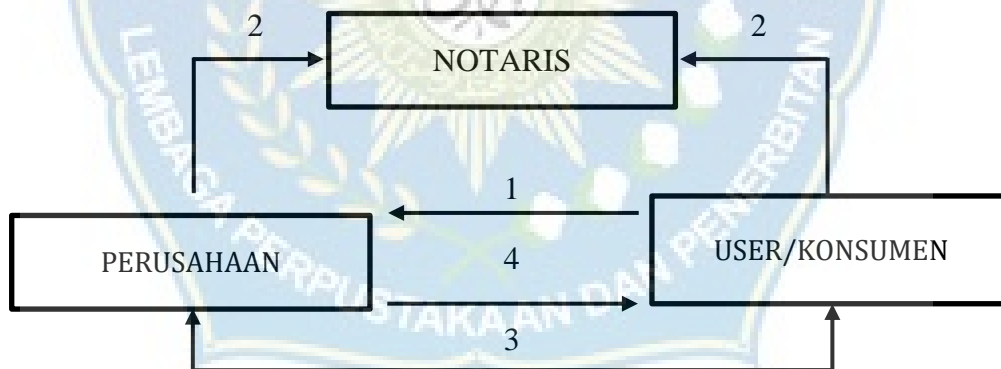 2
2
NOTARIS
1
PERUSAHAAN
4
USER/KONSUMEN
3
LEMBAGA PERPUSTAKAAN DAN PENERBITAN